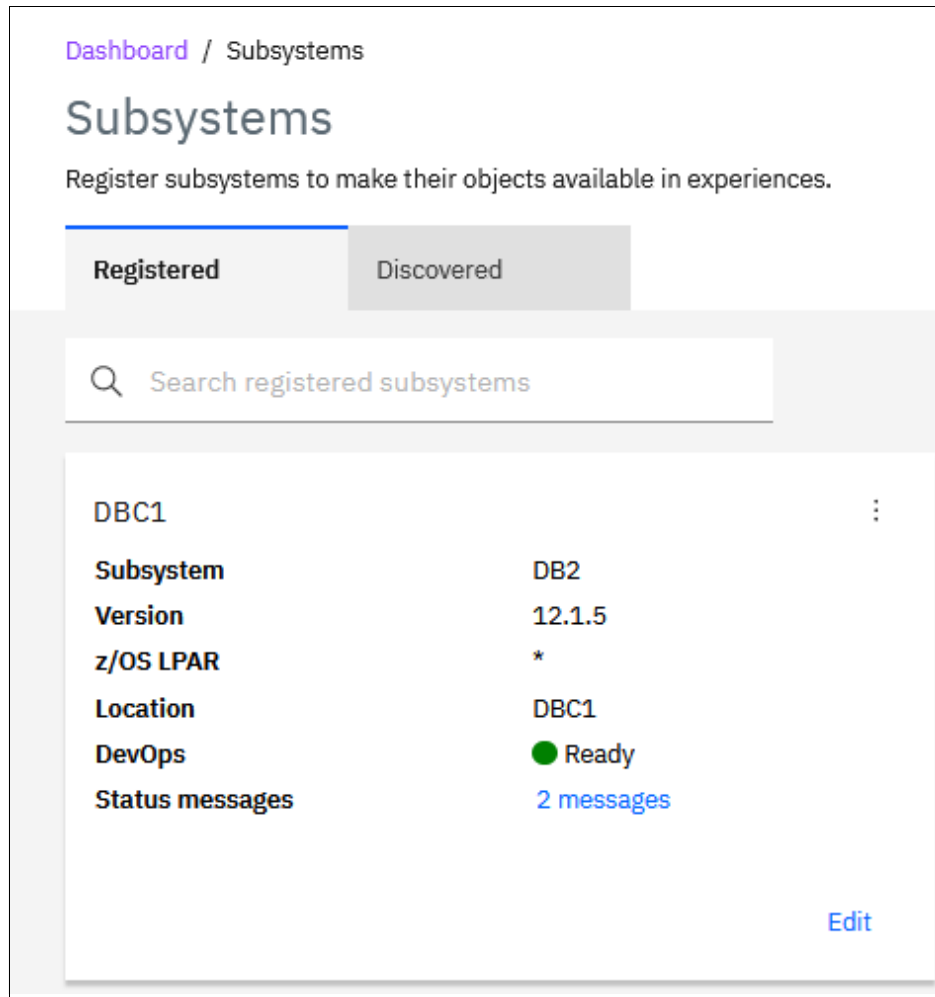 Dashboard / Subsystems
Subsystems
Register subsystems to make their objects available in experiences.
Registered Discovered
Search registered subsystems
DBC1
Subsystem DB2
Version 12.1.5
z/OS LPAR *
Location DBC1
DevOps Ready
Status messages 2 messages
Edit